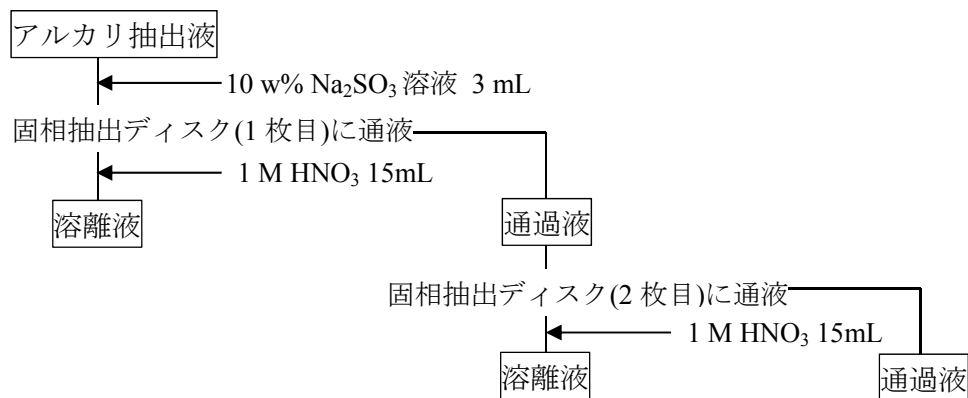 アルカリ抽出液
10 w% Na₂SO₃ 溶液 3 mL
固相抽出ディスク(1 枚目)に通液
1 M HNO₃ 15mL
溶離液
通過液
固相抽出ディスク(2 枚目)に通液
1 M HNO₃ 15mL
溶離液
通過液